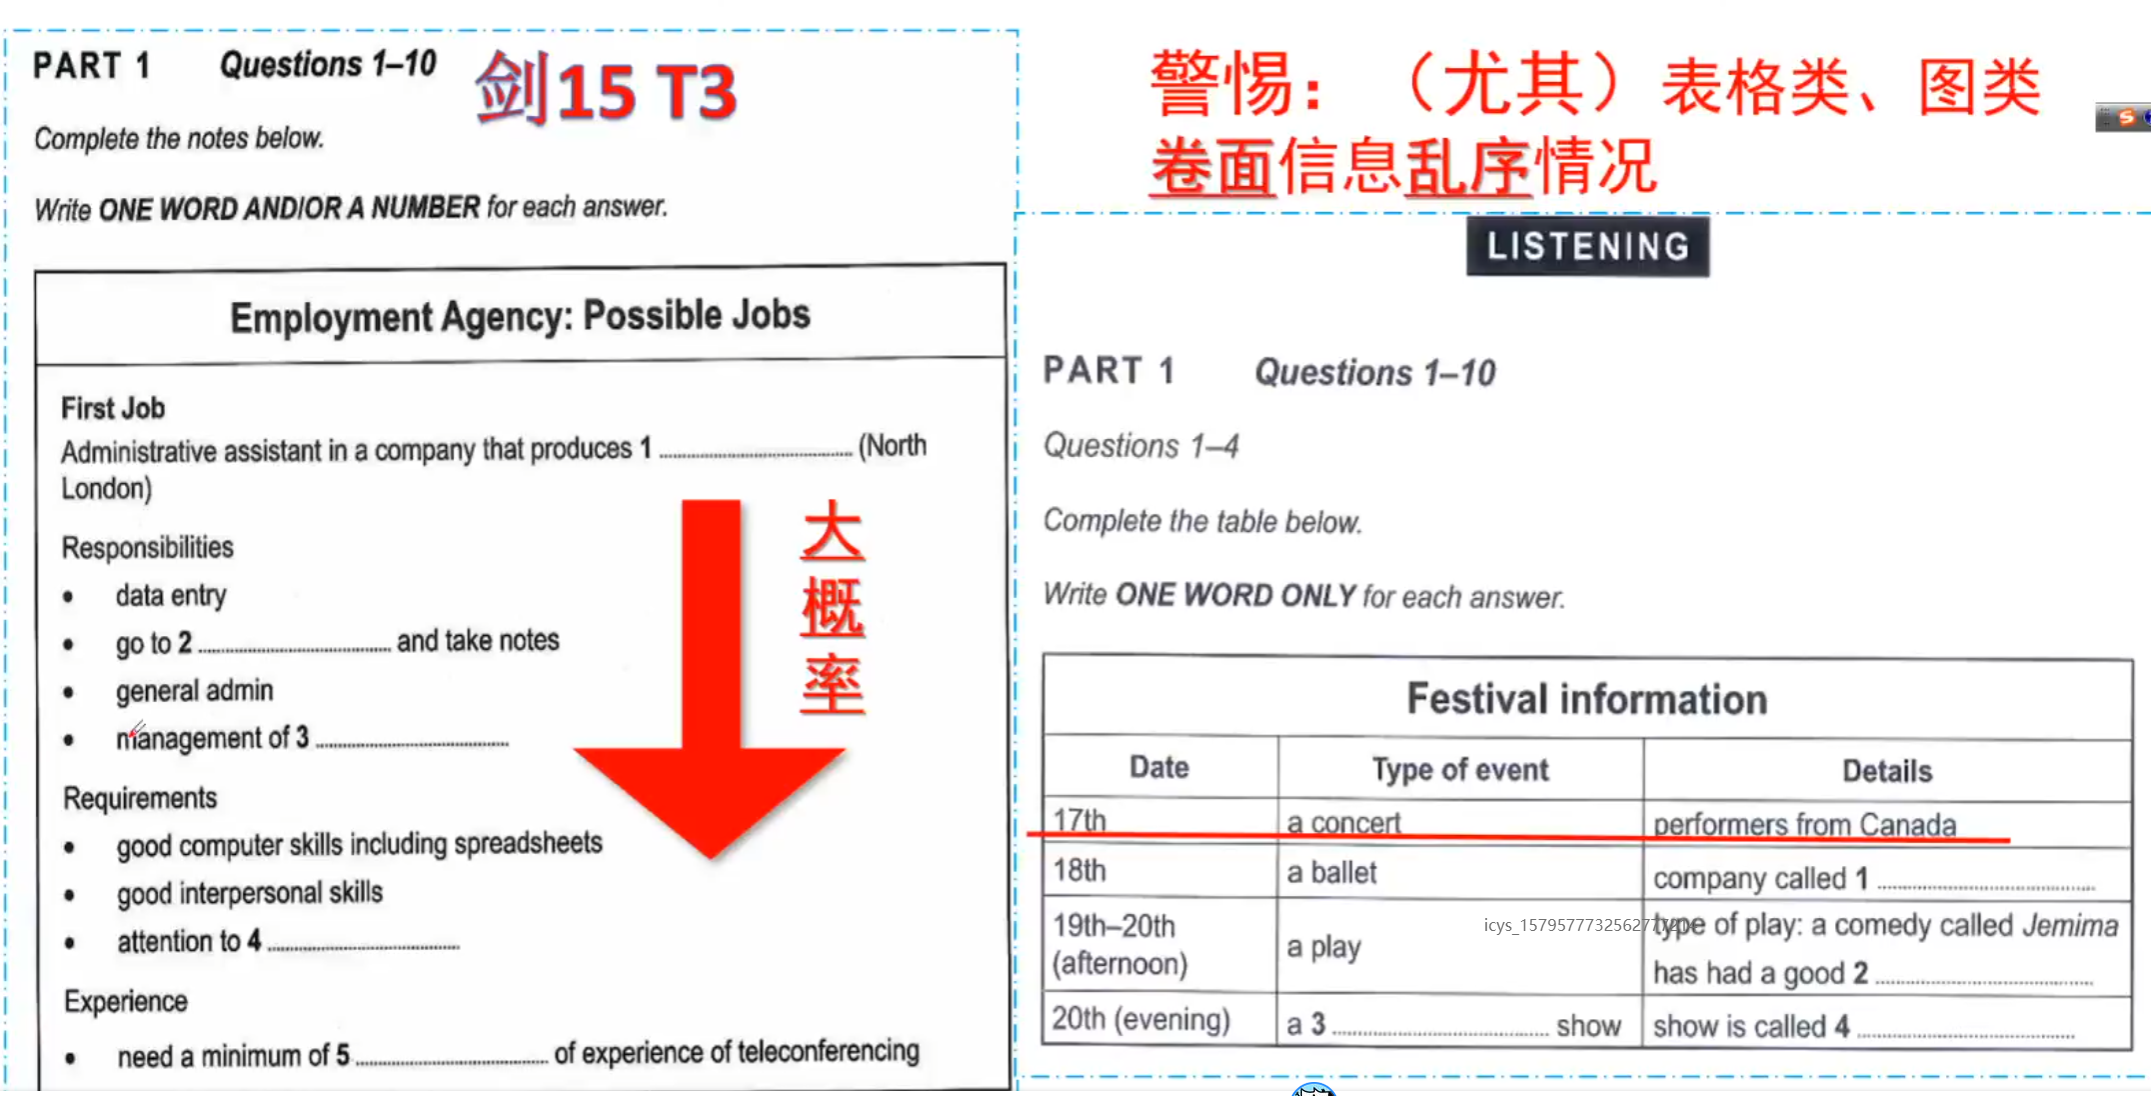 PART 1 Questions 1–10
剑15 T3
Complete the notes below.
Write ONE WORD AND/OR A NUMBER for each answer.
Employment Agency: Possible Jobs
First Job
Administrative assistant in a company that produces 1 .................... (North
London)
Responsibilities
• data entry
• go to 2 .................... and take notes
• general admin
• management of 3 ....................
Requirements
• good computer skills including spreadsheets
• good interpersonal skills
• attention to 4 ....................
Experience
• need a minimum of 5 .................... of experience of teleconferencing
大
概
率
警惕：（尤其）表格类、图类
卷面信息乱序情况
LISTENING
PART 1 Questions 1–10
Questions 1–4
Complete the table below.
Write ONE WORD ONLY for each answer.
Festival information
Date Type of event Details
17th a concert performers from Canada
18th a ballet company called 1 ....................
19th–20th
(afternoon)
a play
type of play: a comedy called Jemima
has had a good 2 ....................
20th (evening) a 3 .................... show show is called 4 ....................